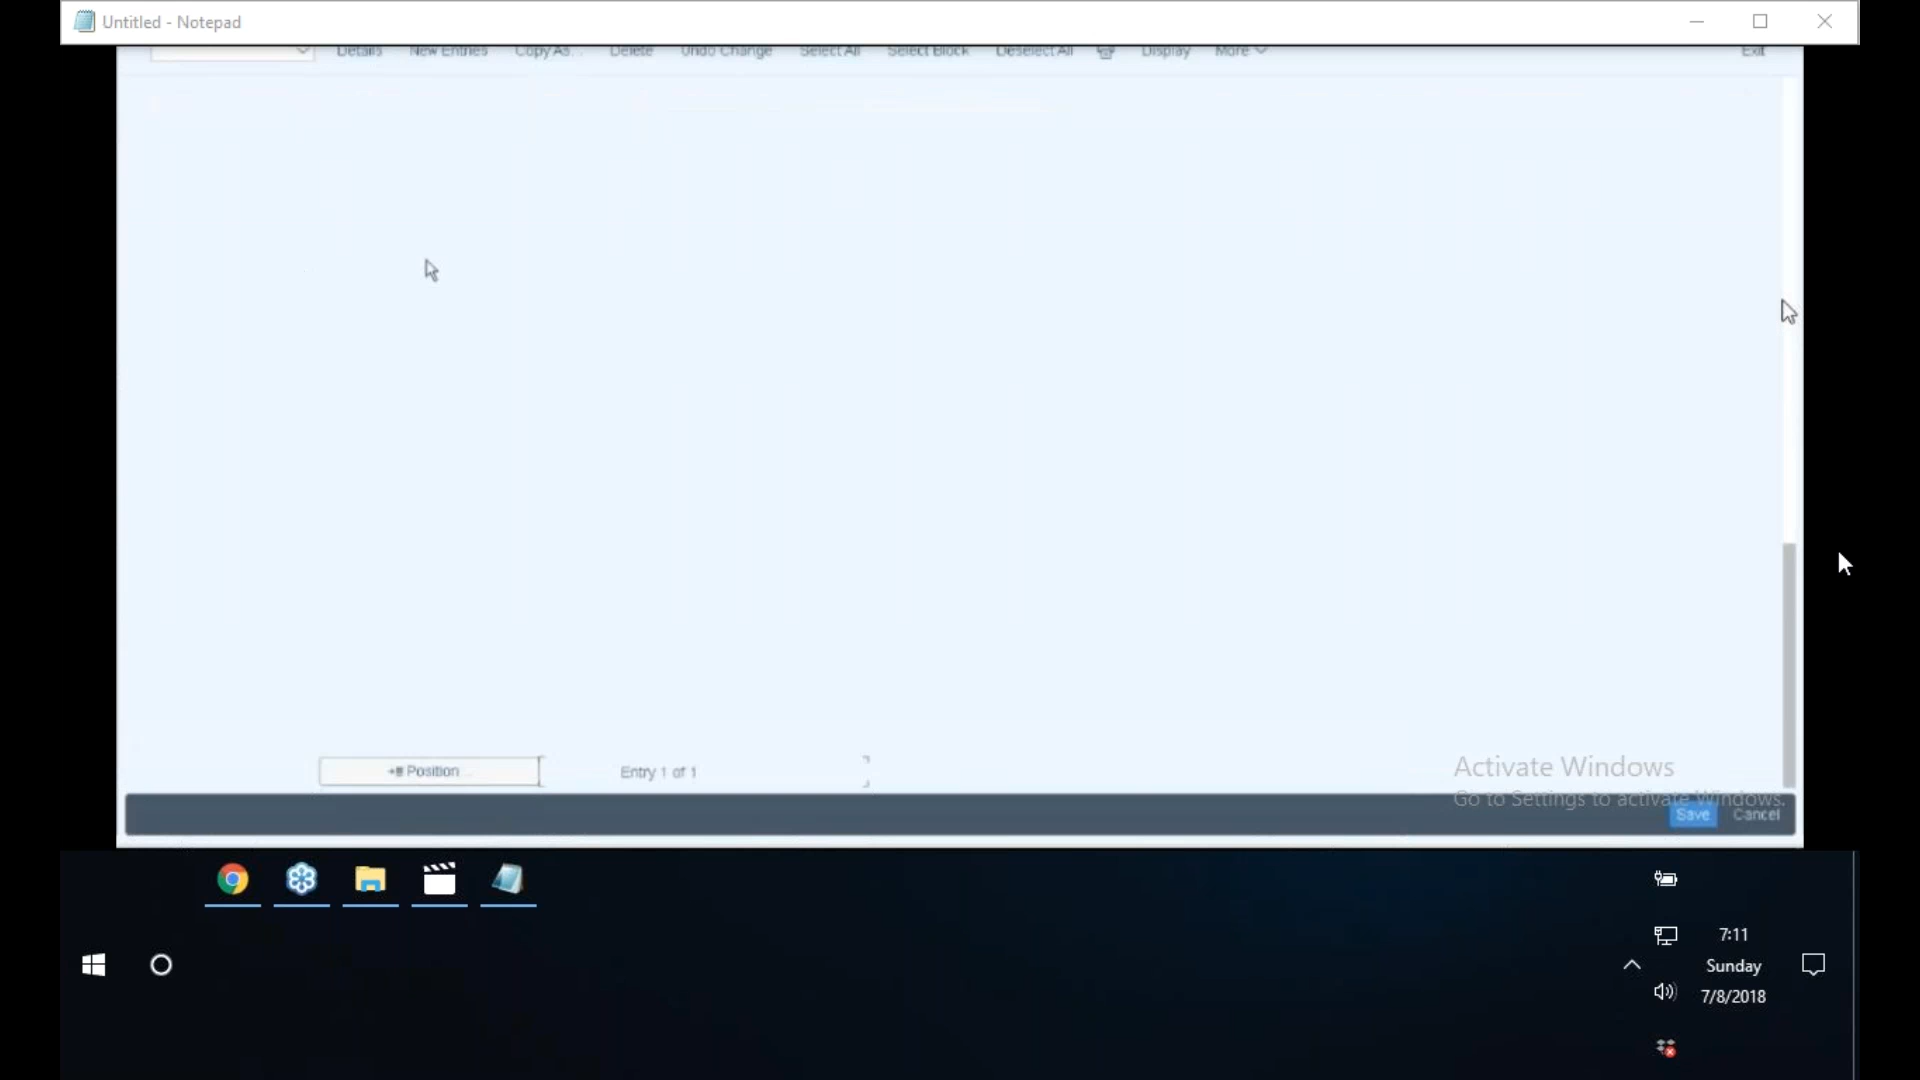 Untitled - Notepad
Details New Entries Copy As... Delete Undo Change Select All Select Block Deselect All Display More Exit
Position ... Entry 1 of 1
Activate Windows
Go to Settings to activate Windows.
Save Cancel
7:11
Sunday
7/8/2018